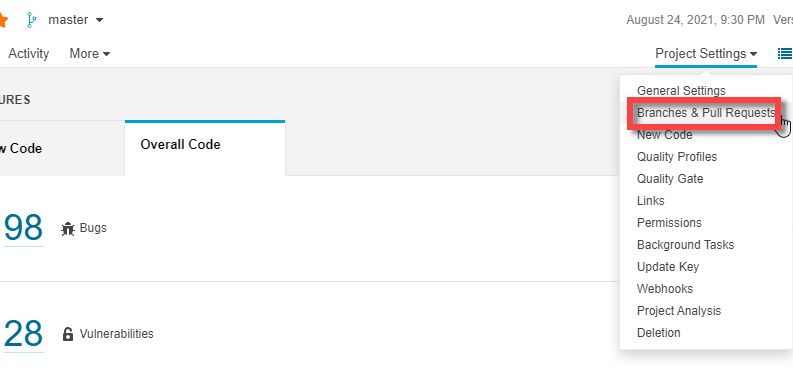 master
August 24, 2021, 9:30 PM Vers
Activity More Project Settings
URES
w Code Overall Code
General Settings
Branches & Pull Requests
New Code
Quality Profiles
Quality Gate
Links
Permissions
Background Tasks
Update Key
Webhooks
Project Analysis
Deletion
98 Bugs
28 Vulnerabilities